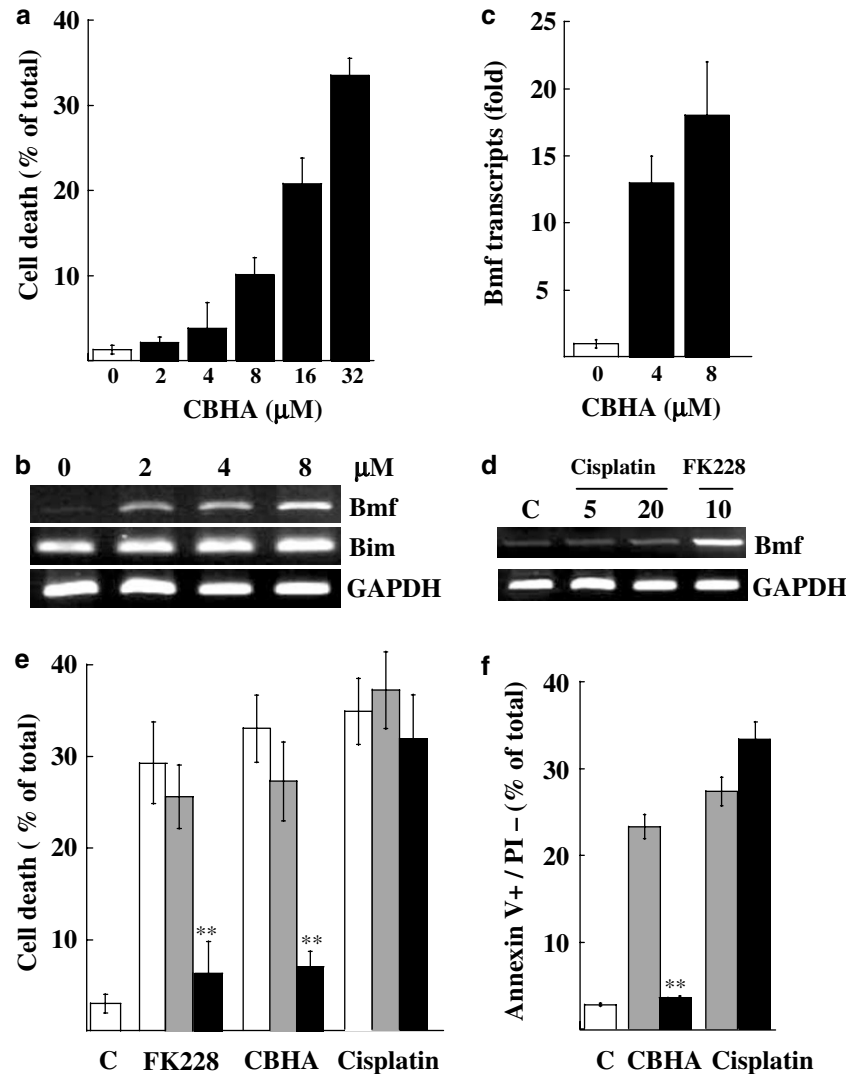 a
Cell death ( % of total)
40
30
20
10
0 2 4 8 16 32
CBHA (μM)
c
Bmf transcripts (fold)
25
20
15
10
5
0 4 8
CBHA (μM)
b
0 2 4 8 μM
Bmf
Bim
GAPDH
d
Cisplatin FK228
C 5 20 10
Bmf
GAPDH
e
Cell death ( % of total)
40
30
20
10
** **
C FK228 CBHA Cisplatin
f
Annexin V+ / PI – (% of total)
40
30
20
10
**
C CBHA Cisplatin